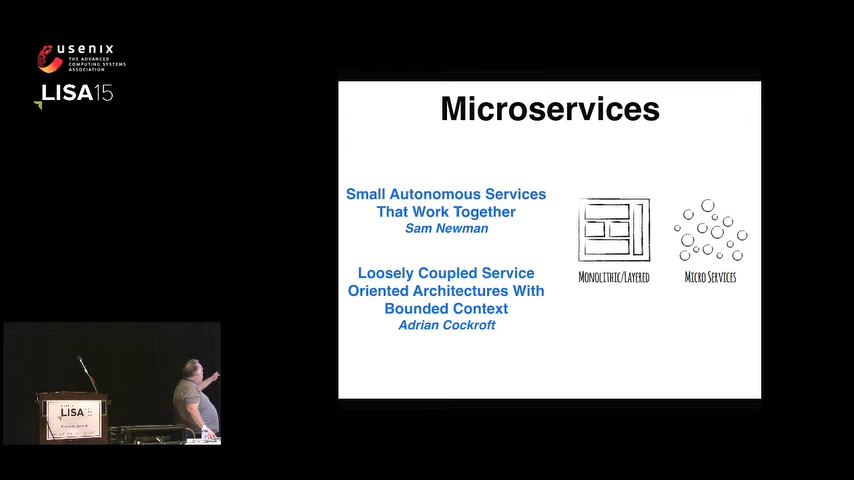 usenix
THE ADVANCED
COMPUTING SYSTEMS
ASSOCIATION
LISA15
Microservices
Small Autonomous Services
That Work Together
Sam Newman
Loosely Coupled Service
Oriented Architectures With
Bounded Context
Adrian Cockroft
MONOLITHIC/LAYERED
MICRO SERVICES
LISA15